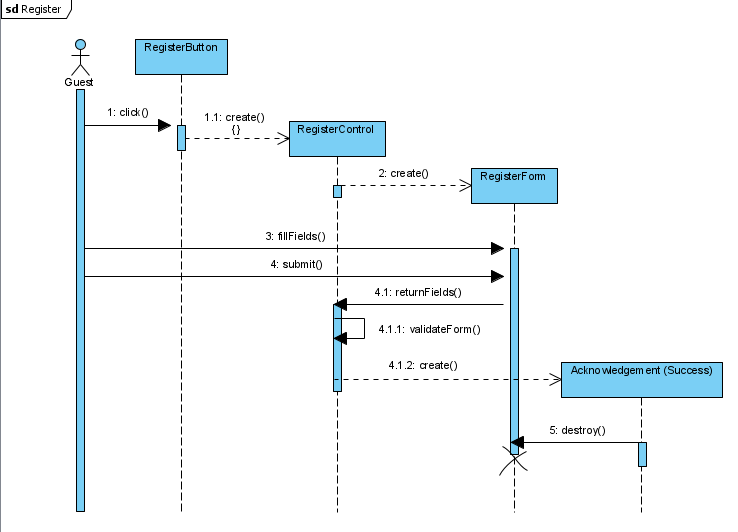 sd Register
RegisterButton
Guest
1: click()
1.1: create()
{}
RegisterControl
2: create()
RegisterForm
3: fillFields()
4: submit()
4.1: returnFields()
4.1.1: validateForm()
4.1.2: create()
Acknowledgement (Success)
5: destroy()